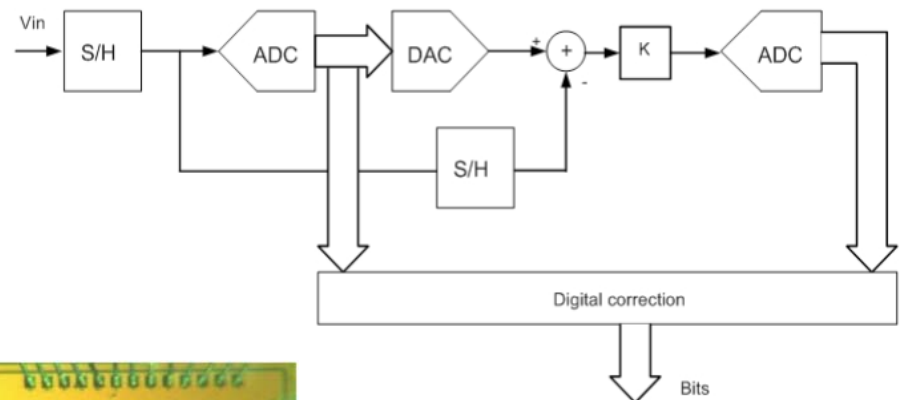 Vin
S/H
ADC
DAC
+
+
K
ADC
-
S/H
Digital correction
Bits